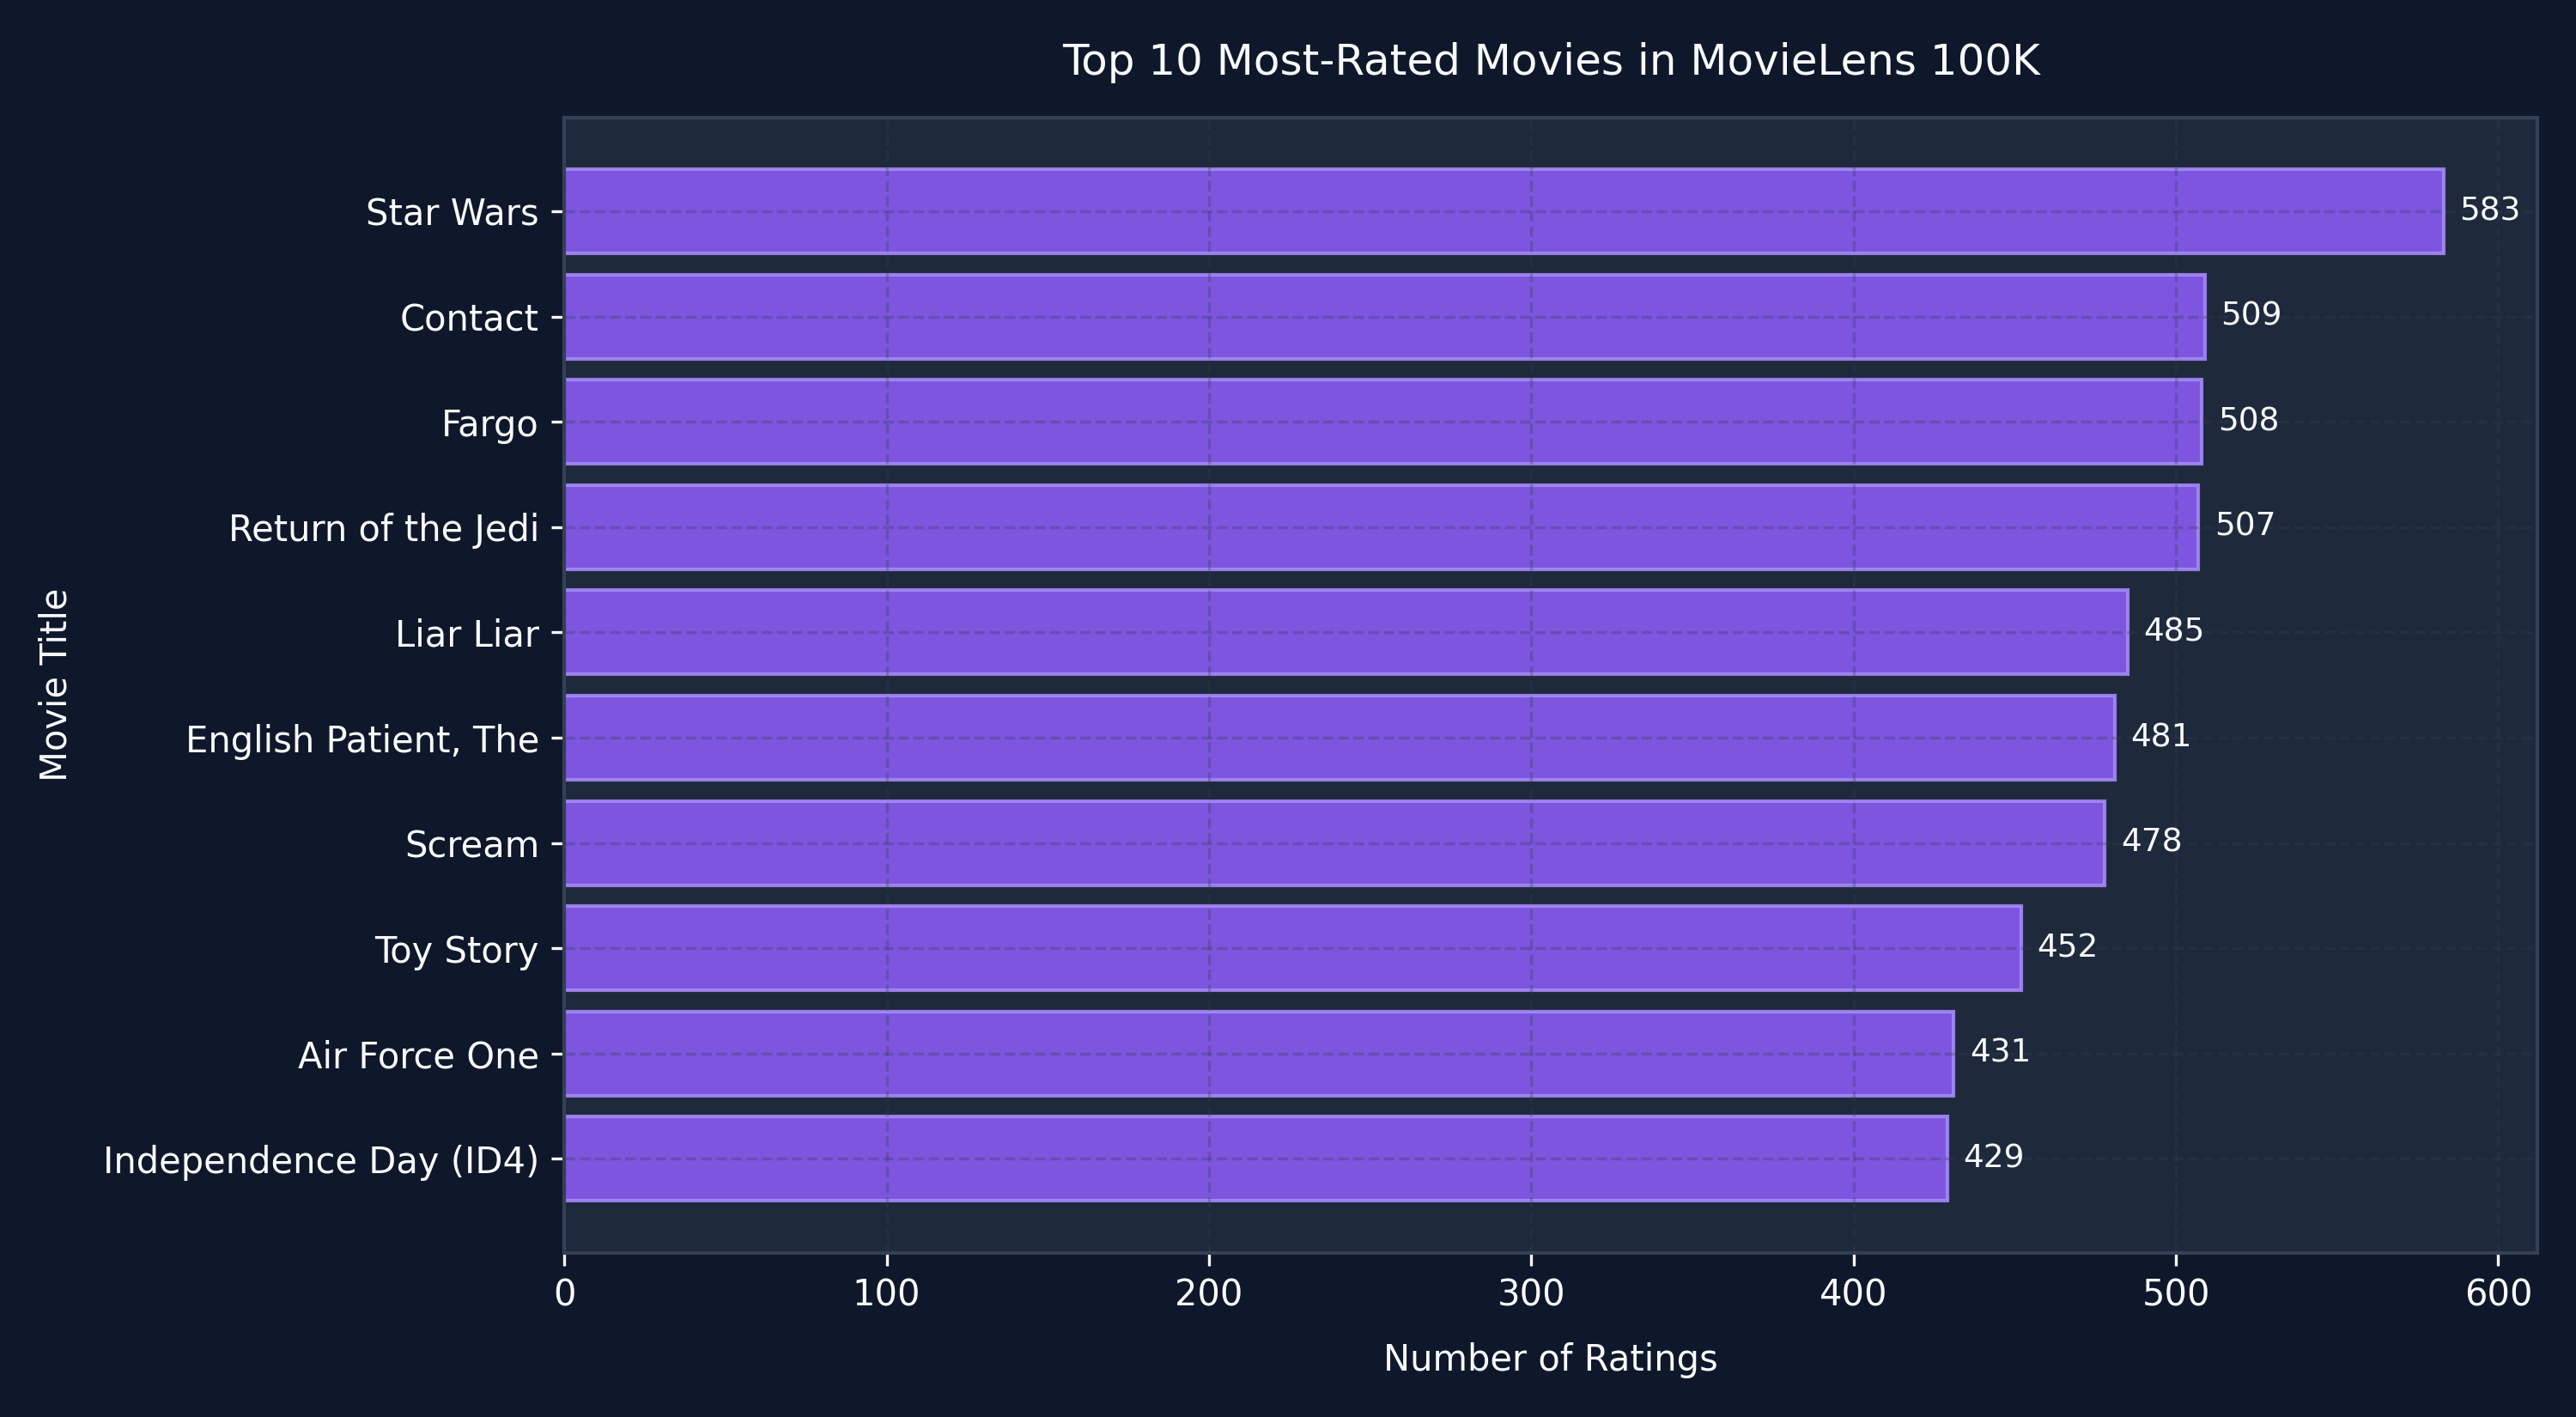 Top 10 Most-Rated Movies in MovieLens 100K
Movie Title
Star Wars 583
Contact 509
Fargo 508
Return of the Jedi 507
Liar Liar 485
English Patient, The 481
Scream 478
Toy Story 452
Air Force One 431
Independence Day (ID4) 429
0 100 200 300 400 500 600
Number of Ratings